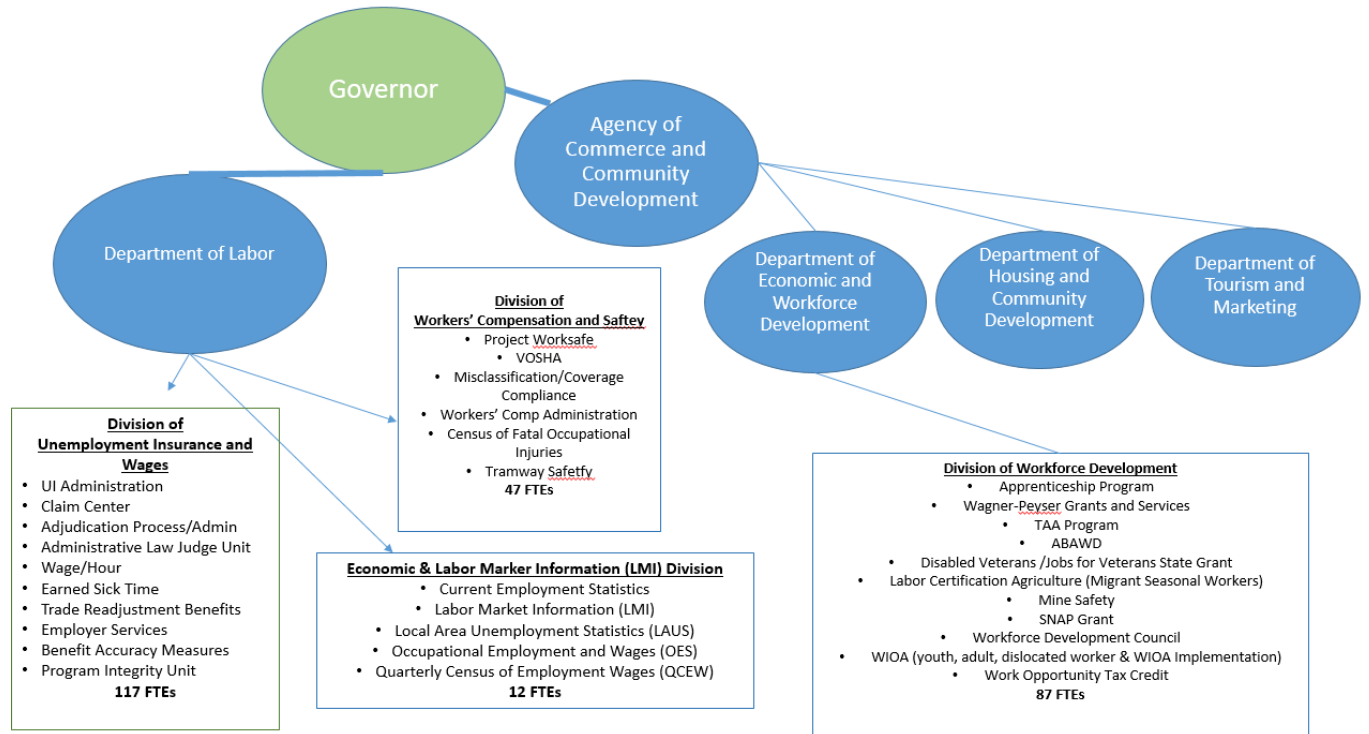 Governor
Agency of
Commerce and
Community
Development
Department of Labor
Department of
Economic and
Workforce
Development
Department of
Housing and
Community
Development
Department of
Tourism and
Marketing
Division of
Workers’ Compensation and Saftey
• Project Worksafe
• VOSHA
• Misclassification/Coverage
Compliance
• Workers’ Comp Administration
• Census of Fatal Occupational
Injuries
• Tramway Safetfy
47 FTEs
Division of
Unemployment Insurance and
Wages
• UI Administration
• Claim Center
• Adjudication Process/Admin
• Administrative Law Judge Unit
• Wage/Hour
• Earned Sick Time
• Trade Readjustment Benefits
• Employer Services
• Benefit Accuracy Measures
• Program Integrity Unit
117 FTEs
Economic & Labor Marker Information (LMI) Division
• Current Employment Statistics
• Labor Market Information (LMI)
• Local Area Unemployment Statistics (LAUS)
• Occupational Employment and Wages (OES)
• Quarterly Census of Employment Wages (QCEW)
12 FTEs
Division of Workforce Development
• Apprenticeship Program
• Wagner-Peyser Grants and Services
• TAA Program
• ABAWD
• Disabled Veterans /Jobs for Veterans State Grant
• Labor Certification Agriculture (Migrant Seasonal Workers)
• Mine Safety
• SNAP Grant
• Workforce Development Council
• WIOA (youth, adult, dislocated worker & WIOA Implementation)
• Work Opportunity Tax Credit
87 FTEs